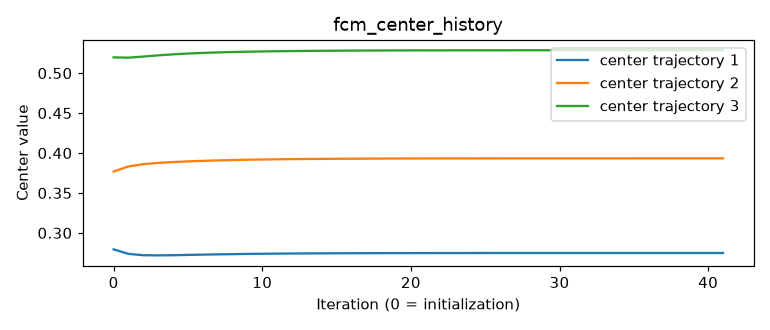 fcm_center_history
Center value
0.50
0.45
0.40
0.35
0.30
center trajectory 1
center trajectory 2
center trajectory 3
0
10
20
30
40
Iteration (0 = initialization)